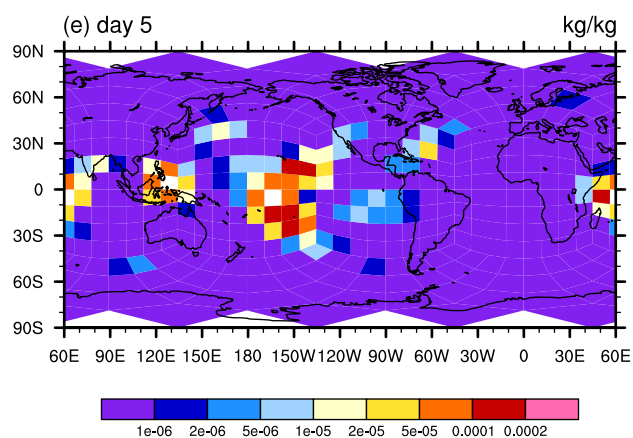 (e) day 5 kg/kg
90N
60N
30N
0
30S
60S
90S
60E 90E 120E 150E 180 150W 120W 90W 60W 30W 0 30E 60E
1e-06 2e-06 5e-06 1e-05 2e-05 5e-05 0.0001 0.0002